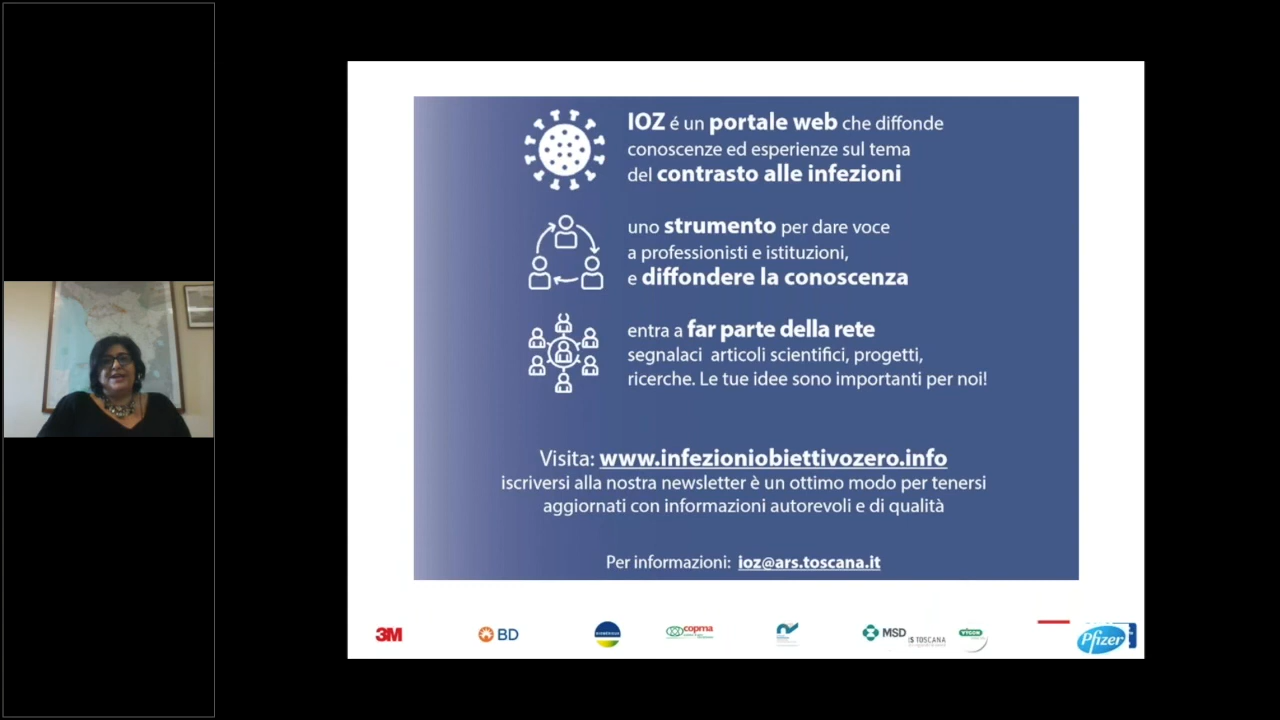 IOZ é un portale web che diffonde
conoscenze ed esperienze sul tema
del contrasto alle infezioni
uno strumento per dare voce
a professionisti e istituzioni,
e diffondere la conoscenza
entra a far parte della rete
segnalaci articoli scientifici, progetti,
ricerche. Le tue idee sono importanti per noi!
Visita: www.infezioniobiettivozero.info
iscriversi alla nostra newsletter è un ottimo modo per tenersi
aggiornati con informazioni autorevoli e di qualità
Per informazioni: ioz@ars.toscana.it
3M
BD
copma
MSD
TOSCANA
VYGON
Pfizer